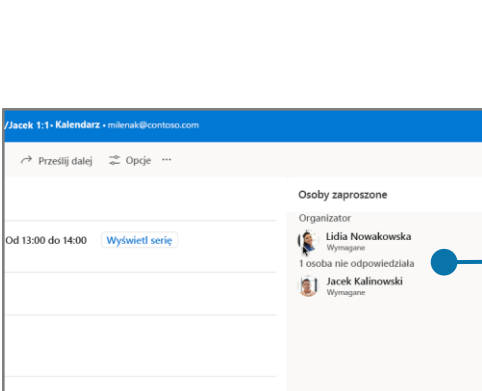 /Jacek 1:1 • Kalendarz • milenak@contoso.com
Prześlij dalej Opcje ...
Osoby zaproszone
Organizator
Lidia Nowakowska
Wymagane
Od 13:00 do 14:00 Wyświetl serię
1 osoba nie odpowiedziała
Jacek Kalinowski
Wymagane